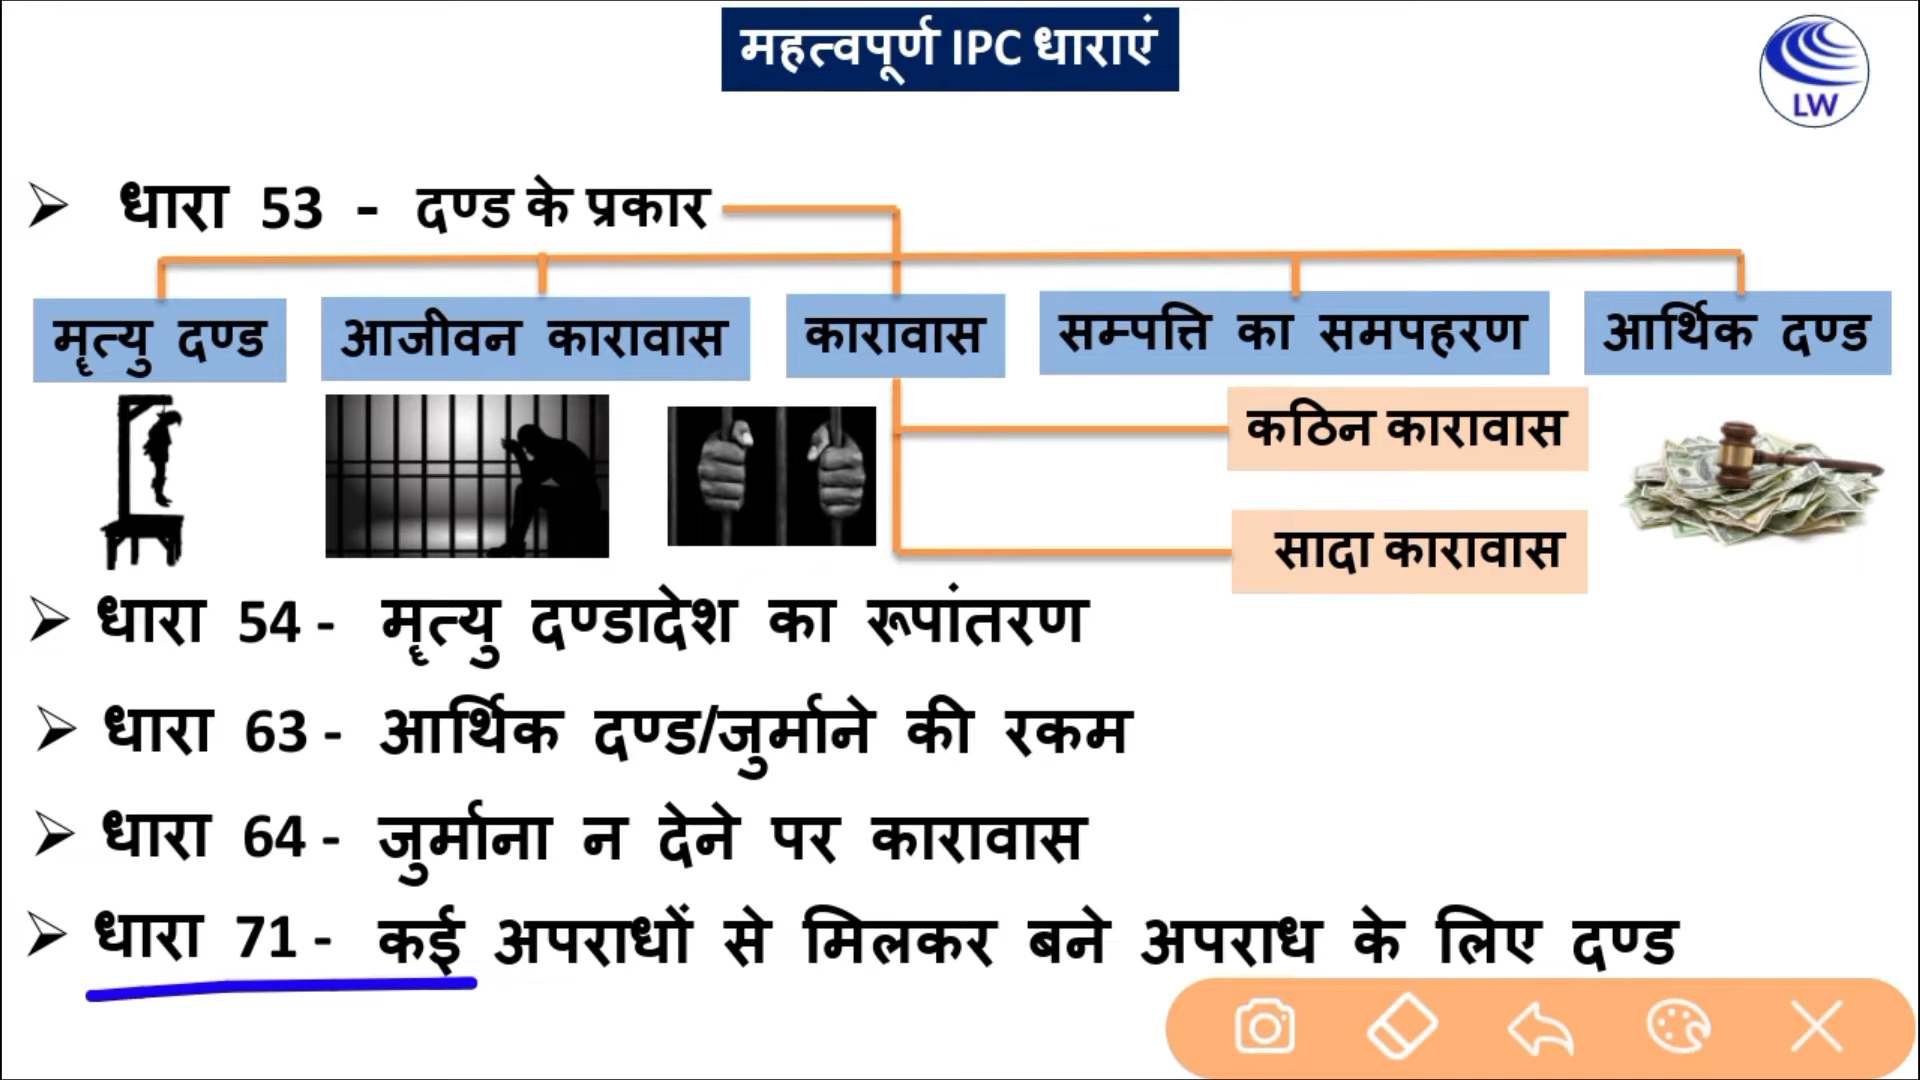 महत्वपूर्ण IPC धाराएं
LW
धारा 53 - दण्ड के प्रकार
मृत्यु दण्ड
आजीवन कारावास
कारावास
सम्पत्ति का समपहरण
आर्थिक दण्ड
कठिन कारावास
सादा कारावास
धारा 54 - मृत्यु दण्डादेश का रूपांतरण
धारा 63 - आर्थिक दण्ड/जुर्माने की रकम
धारा 64 - जुर्माना न देने पर कारावास
धारा 71 - कई अपराधों से मिलकर बने अपराध के लिए दण्ड